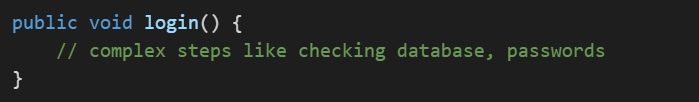 public void login() {
    // complex steps like checking database, passwords
}